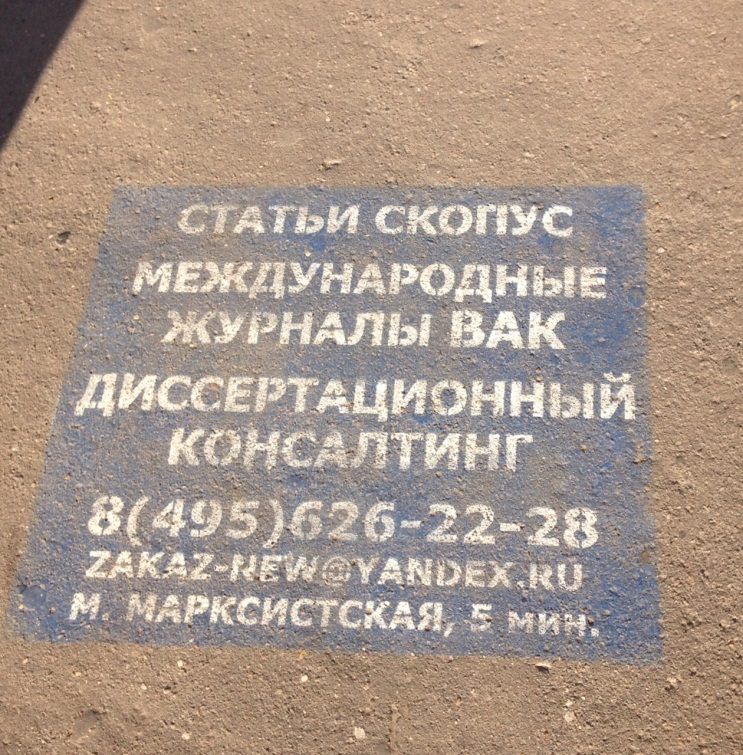 СТАТЬИ СКОПУС
МЕЖДУНАРОДНЫЕ
ЖУРНАЛЫ ВАК
ДИССЕРТАЦИОННЫЙ
КОНСАЛТИНГ
8(495)626-22-28
ZAKAZ-NEW@YANDEX.RU
М. МАРКСИСТСКАЯ, 5 МИН.